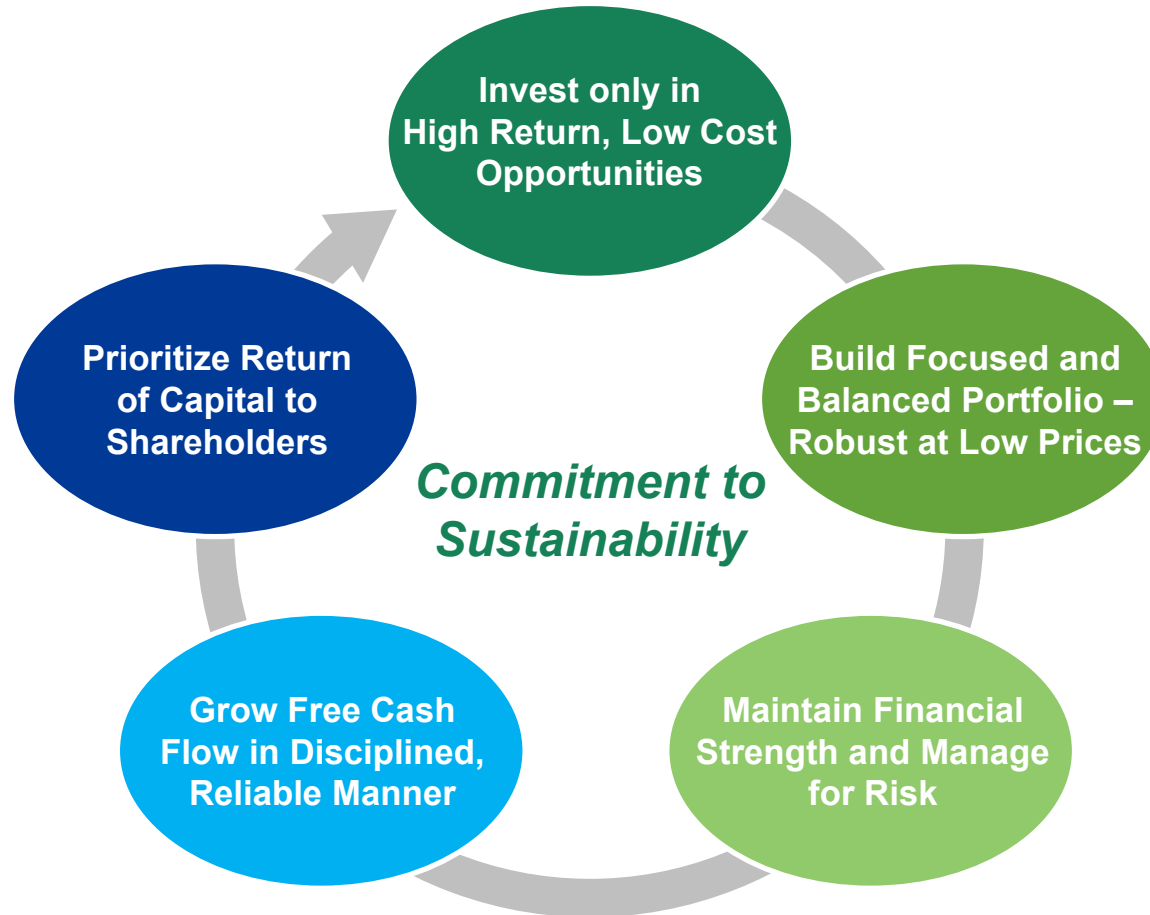 Invest only in
High Return, Low Cost
Opportunities
Build Focused and
Balanced Portfolio –
Robust at Low Prices
Maintain Financial
Strength and Manage
for Risk
Grow Free Cash
Flow in Disciplined,
Reliable Manner
Prioritize Return
of Capital to
Shareholders
Commitment to
Sustainability